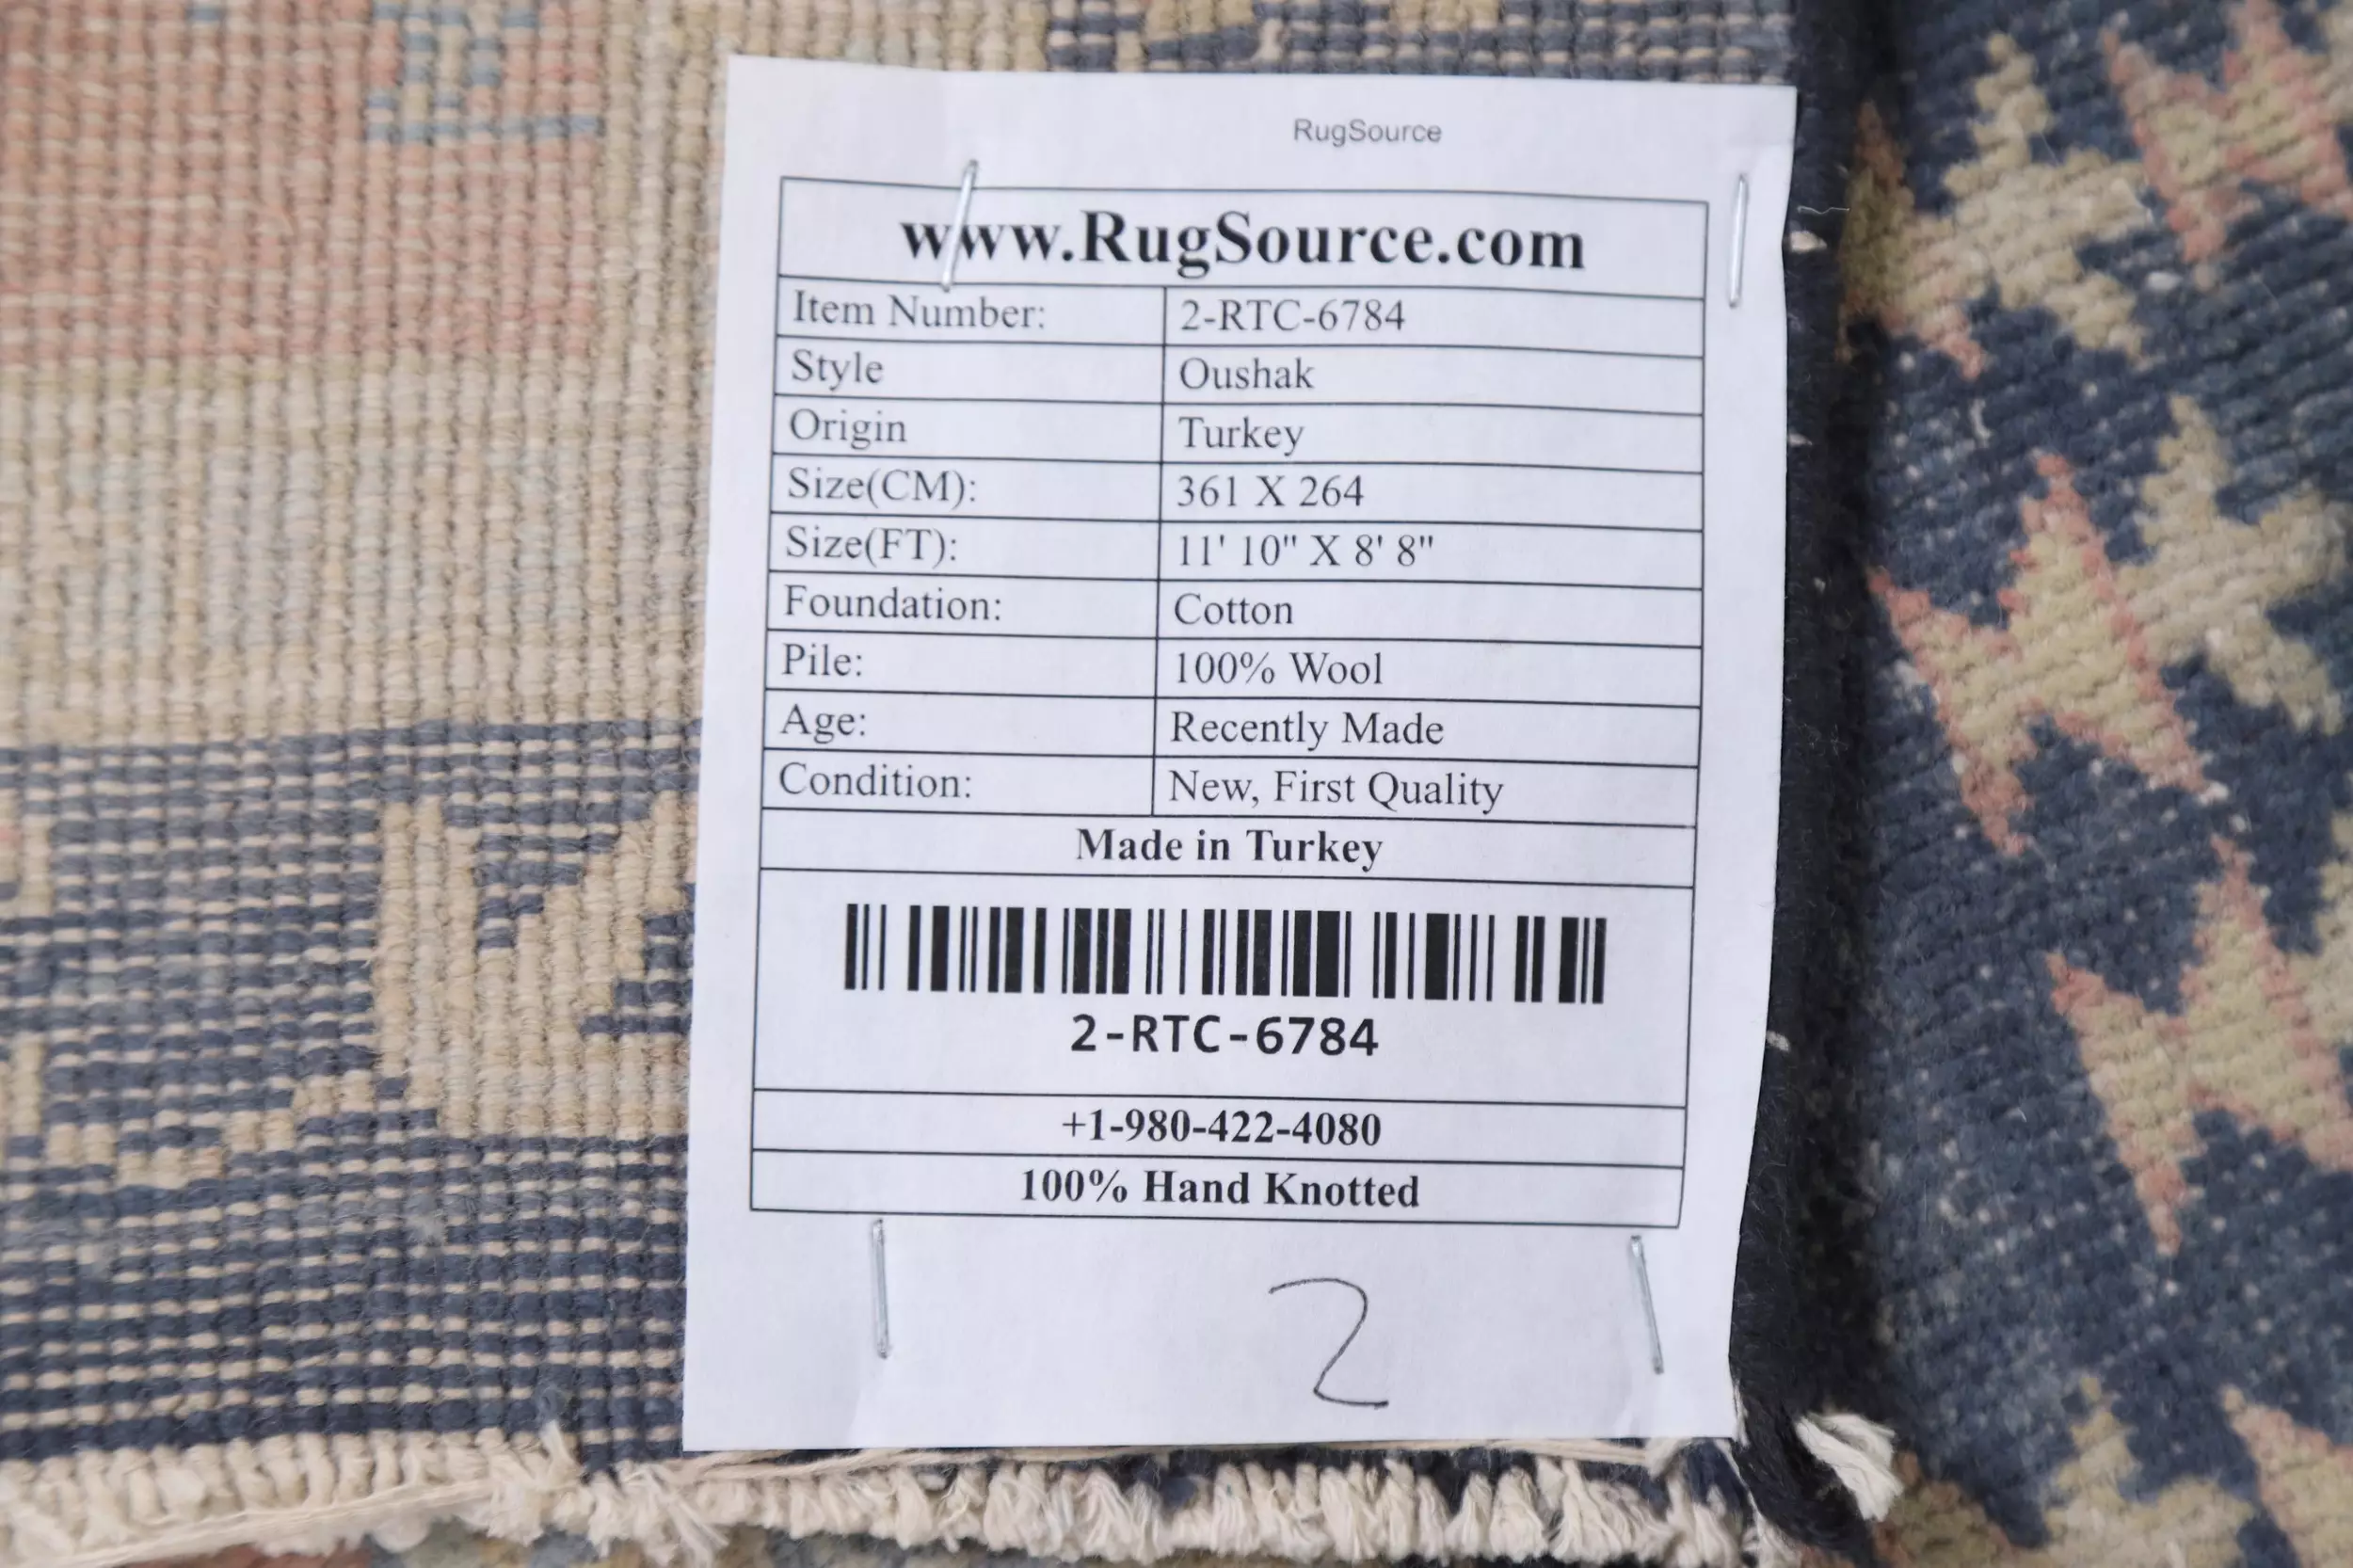 RugSource
www.RugSource.com
Item Number: 2-RTC-6784
Style Oushak
Origin Turkey
Size(CM): 361 X 264
Size(FT): 11' 10" X 8' 8"
Foundation: Cotton
Pile: 100% Wool
Age: Recently Made
Condition: New, First Quality
Made in Turkey
2-RTC-6784
+1-980-422-4080
100% Hand Knotted
2